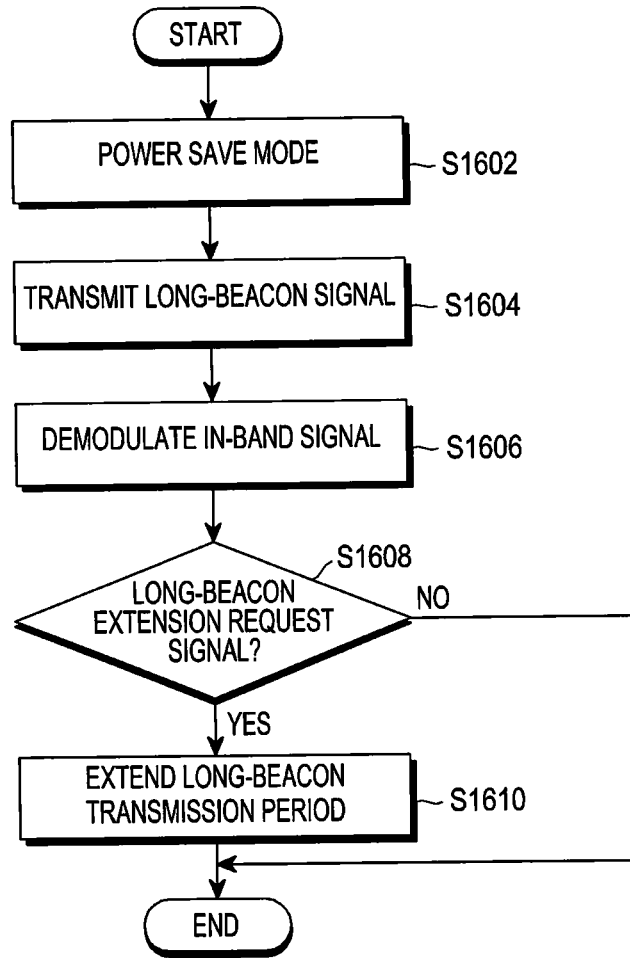 START
POWER SAVE MODE
S1602
TRANSMIT LONG-BEACON SIGNAL
S1604
DEMODULATE IN-BAND SIGNAL
S1606
S1608
LONG-BEACON
EXTENSION REQUEST
SIGNAL?
NO
YES
EXTEND LONG-BEACON
TRANSMISSION PERIOD
S1610
END